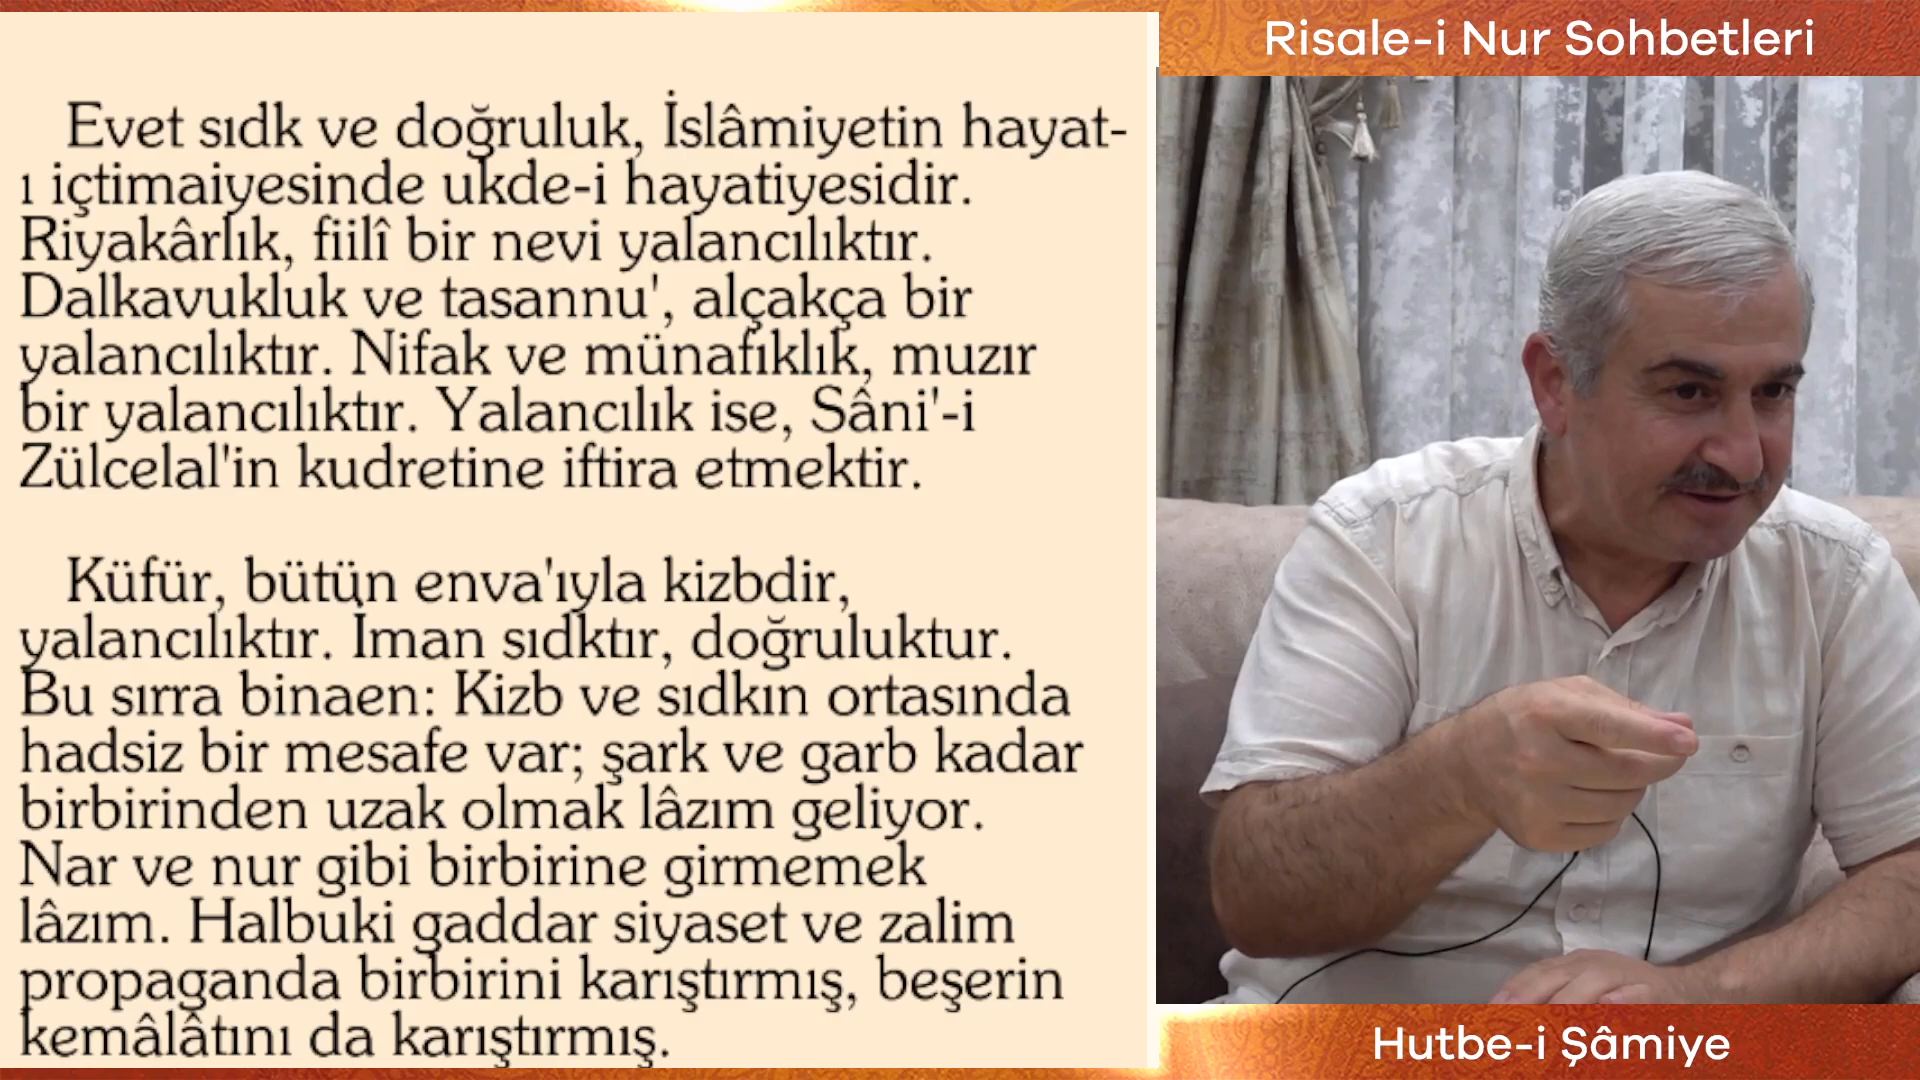 Risale-i Nur Sohbetleri
Evet sıdk ve doğruluk, İslâmiyetin hayat-
ı içtimaiyesinde ukde-i hayatiyesidir.
Riyakârlık, fiilî bir nevi yalancılıktır.
Dalkavukluk ve tasannu', alçakça bir
yalancılıktır. Nifak ve münafıklık, muzır
bir yalancılıktır. Yalancılık ise, Sâni'-i
Zülcelal'in kudretine iftira etmektir.
Küfür, bütün enva'ıyla kizbdir,
yalancılıktır. İman sıdktır, doğruluktur.
Bu sırra binaen: Kizb ve sıdkın ortasında
hadsiz bir mesafe var; şark ve garb kadar
birbirinden uzak olmak lâzım geliyor.
Nar ve nur gibi birbirine girmemek
lâzım. Halbuki gaddar siyaset ve zalim
propaganda birbirini karıştırmış, beşerin
kemâlâtını da karıştırmış.
Hutbe-i Şâmiye